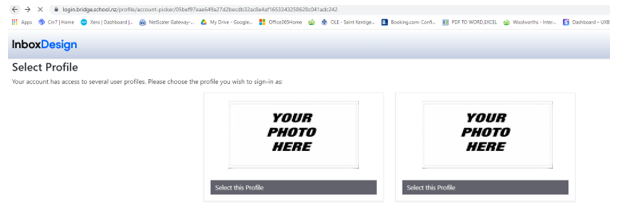 login.bridge.school.nz/profile/account-picker/
Apps Cin7 | Home Xero | Dashboard |... NetScaler Gateway-... My Drive - Google... Office365Home OLE - Saint Kentige... Booking.com: Conf... PDF TO WORD,EXCEL Woolworths - Inter... Dashboard – UXB
InboxDesign
Select Profile
Your account has access to several user profiles. Please choose the profile you wish to sign-in as:
YOUR PHOTO HERE
YOUR PHOTO HERE
Select this Profile
Select this Profile